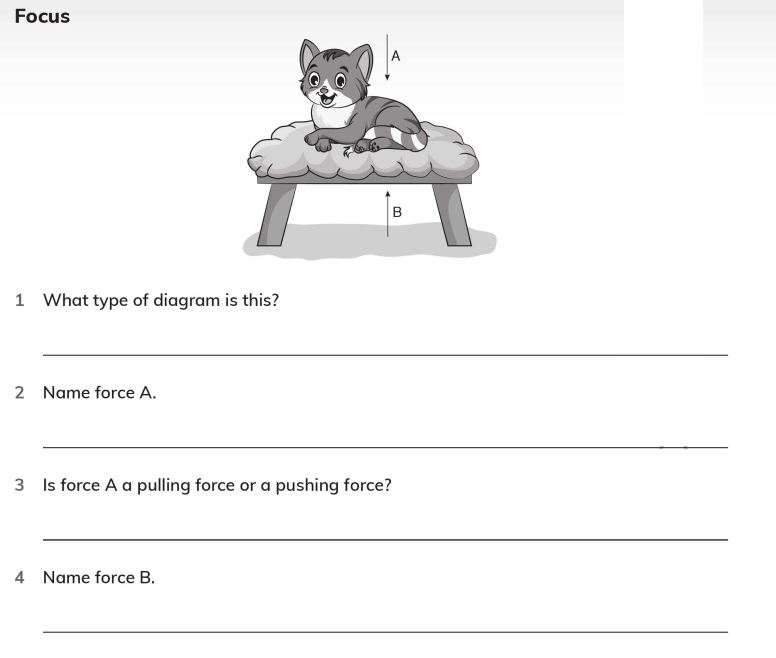 Focus
A
B
1 What type of diagram is this?
2 Name force A.
3 Is force A a pulling force or a pushing force?
4 Name force B.